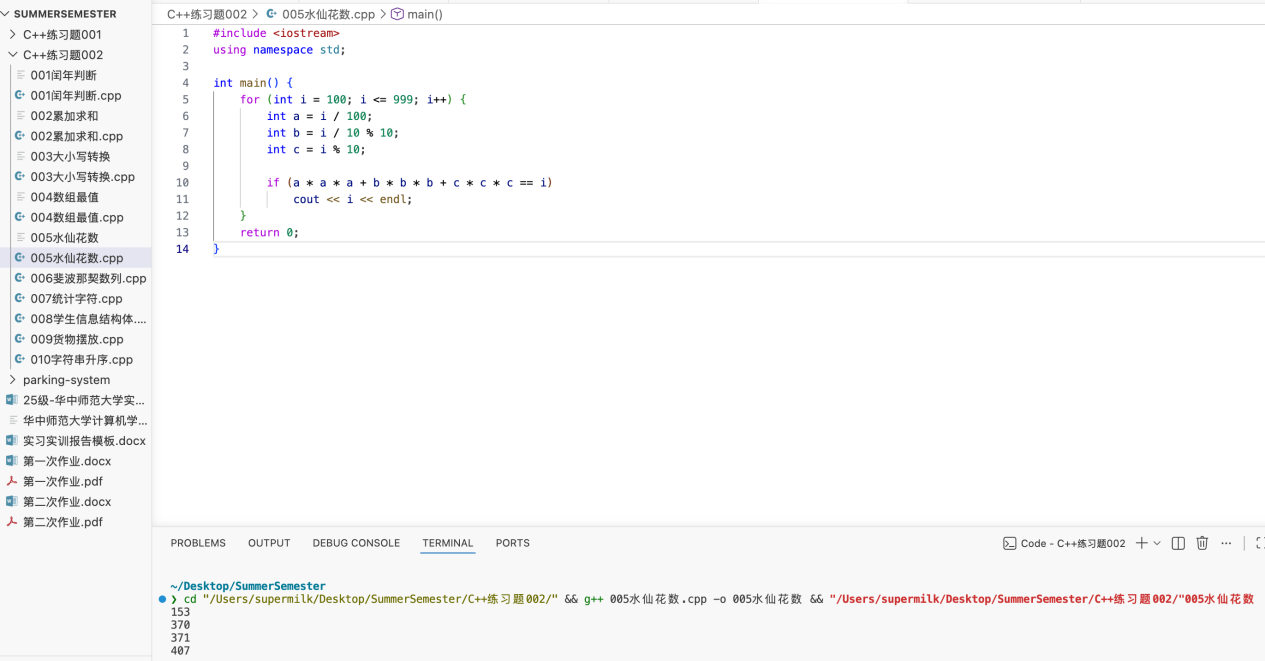 SUMMERSEMESTER
C++练习题001
C++练习题002
001闰年判断
001闰年判断.cpp
002累加求和
002累加求和.cpp
003大小写转换
003大小写转换.cpp
004数组最值
004数组最值.cpp
005水仙花数
005水仙花数.cpp
006斐波那契数列.cpp
007统计字符.cpp
008学生信息结构体....
009货物摆放.cpp
010字符串升序.cpp
parking-system
25级-华中师范大学实...
华中师范大学计算机学...
实习实训报告模板.docx
第一次作业.docx
第一次作业.pdf
第二次作业.docx
第二次作业.pdf
C++练习题002 > 005水仙花数.cpp > main()
1 #include <iostream>
2 using namespace std;
3
4 int main() {
5     for (int i = 100; i <= 999; i++) {
6         int a = i / 100;
7         int b = i / 10 % 10;
8         int c = i % 10;
9
10         if (a * a * a + b * b * b + c * c * c == i)
11             cout << i << endl;
12     }
13     return 0;
14 }
PROBLEMS OUTPUT DEBUG CONSOLE TERMINAL PORTS
Code - C++练习题002
~/Desktop/SummerSemester
❯ cd "/Users/supermilk/Desktop/SummerSemester/C++练习题002/" && g++ 005水仙花数.cpp -o 005水仙花数 && "/Users/supermilk/Desktop/SummerSemester/C++练习题002/"005水仙花数
153
370
371
407